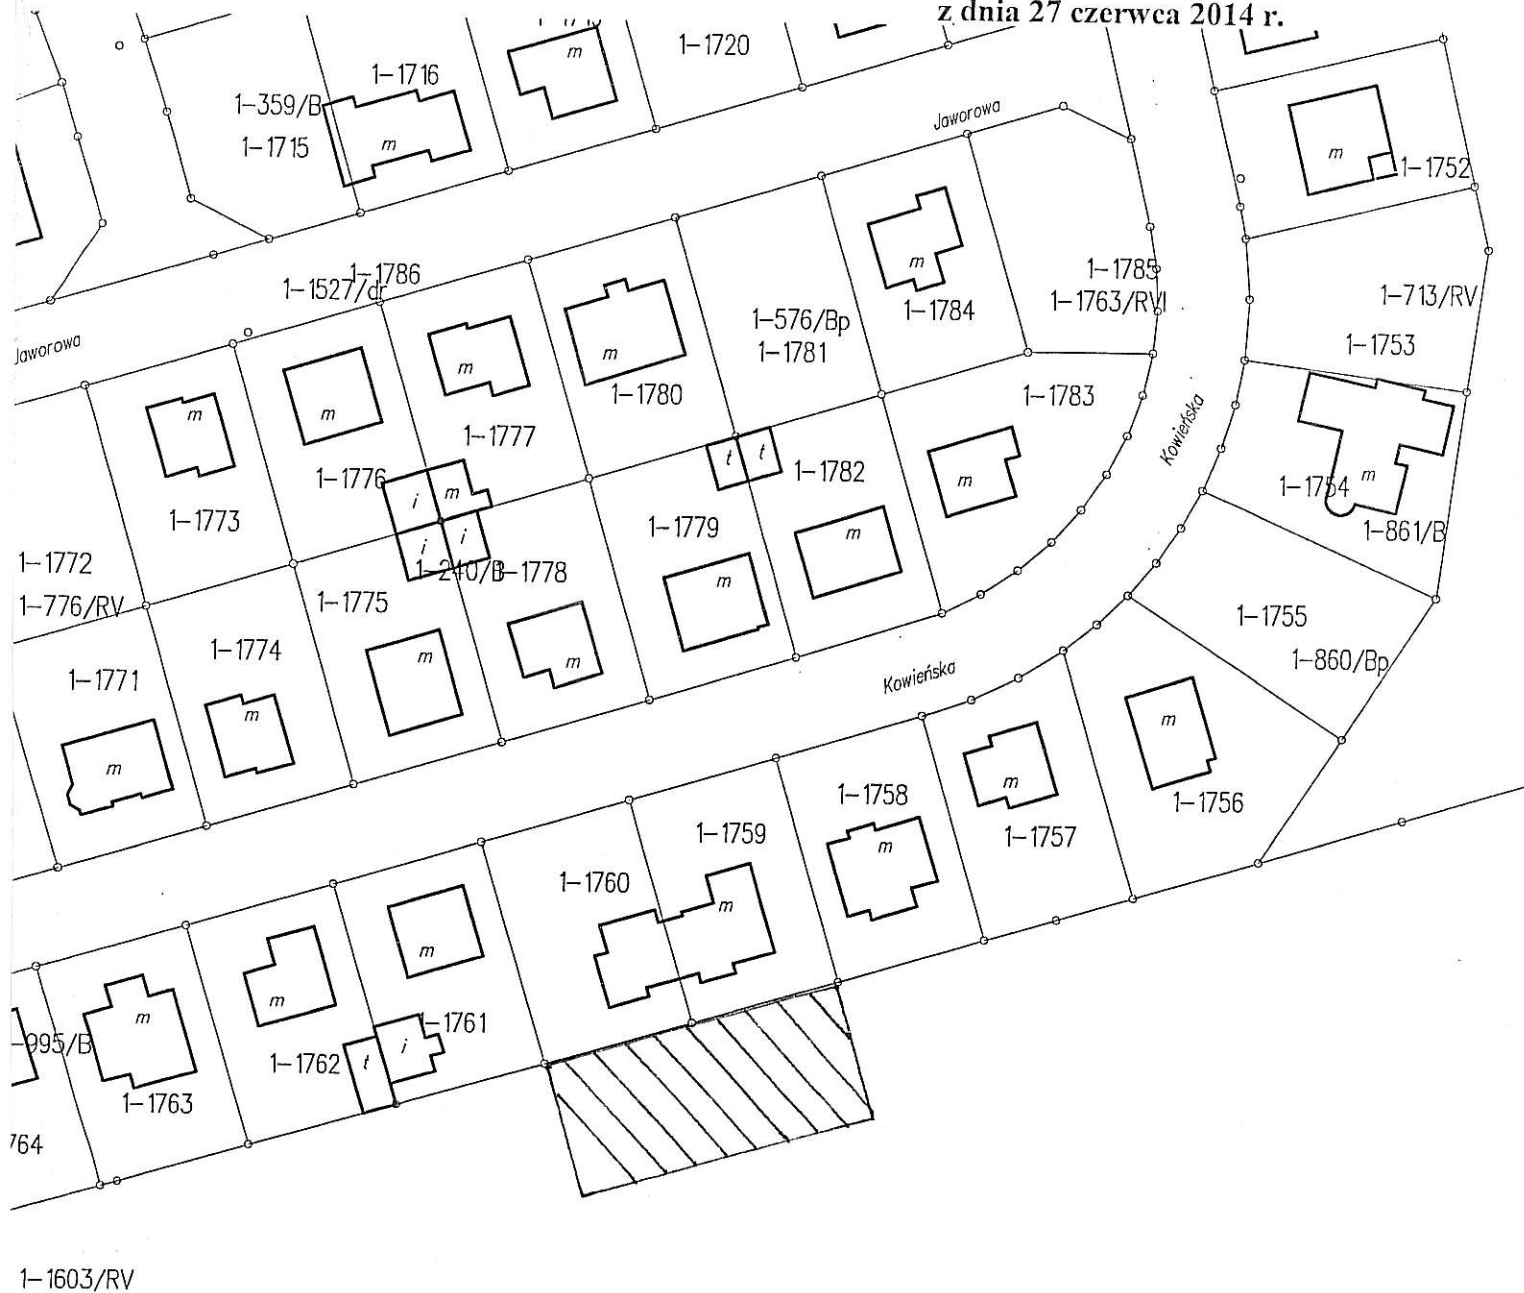 z dnia 27 czerwca 2014 r.
1-1720
1-1716
m
1-359/B
1-1715
m
Jaworowa
m
1-1752
1-1786
1-1527/dr
Jaworowa
m
1-1784
1-1785
1-1763/RVI
1-713/RV
1-1753
1-576/Bp
1-1781
m
1-1780
m
m
m
1-1777
1-1783
Kowieńska
1-1776
1-1773
i
m
i
i
t
t
1-1782
m
m
1-1754
1-861/B
1-1779
1-240/B
1-1778
m
m
1-1772
1-776/RV
1-1775
1-1774
1-1771
m
m
m
m
1-1755
1-860/Bp
Kowieńska
m
1-1756
m
1-1757
1-1758
m
1-1759
1-1760
m
m
m
m
1-1761
1-1762
t
i
-995/B
1-1763
764
1-1603/RV